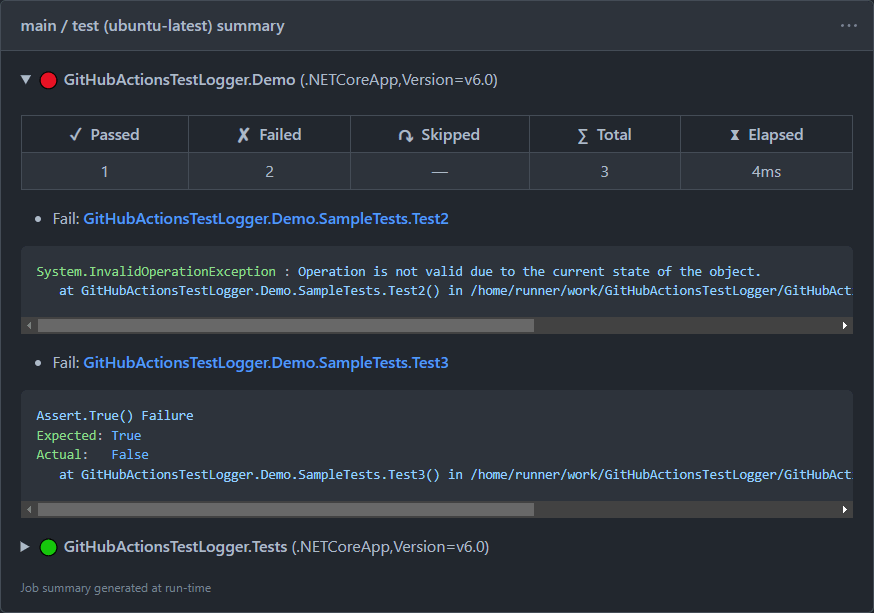 main / test (ubuntu-latest) summary
GitHubActionsTestLogger.Demo (.NETCoreApp,Version=v6.0)
✓ Passed ✗ Failed Skipped ∑ Total Elapsed
1 2 — 3 4ms
• Fail: GitHubActionsTestLogger.Demo.SampleTests.Test2
System.InvalidOperationException : Operation is not valid due to the current state of the object.
at GitHubActionsTestLogger.Demo.SampleTests.Test2() in /home/runner/work/GitHubActionsTestLogger/GitHubActi
• Fail: GitHubActionsTestLogger.Demo.SampleTests.Test3
Assert.True() Failure
Expected: True
Actual: False
at GitHubActionsTestLogger.Demo.SampleTests.Test3() in /home/runner/work/GitHubActionsTestLogger/GitHubActi
GitHubActionsTestLogger.Tests (.NETCoreApp,Version=v6.0)
Job summary generated at run-time